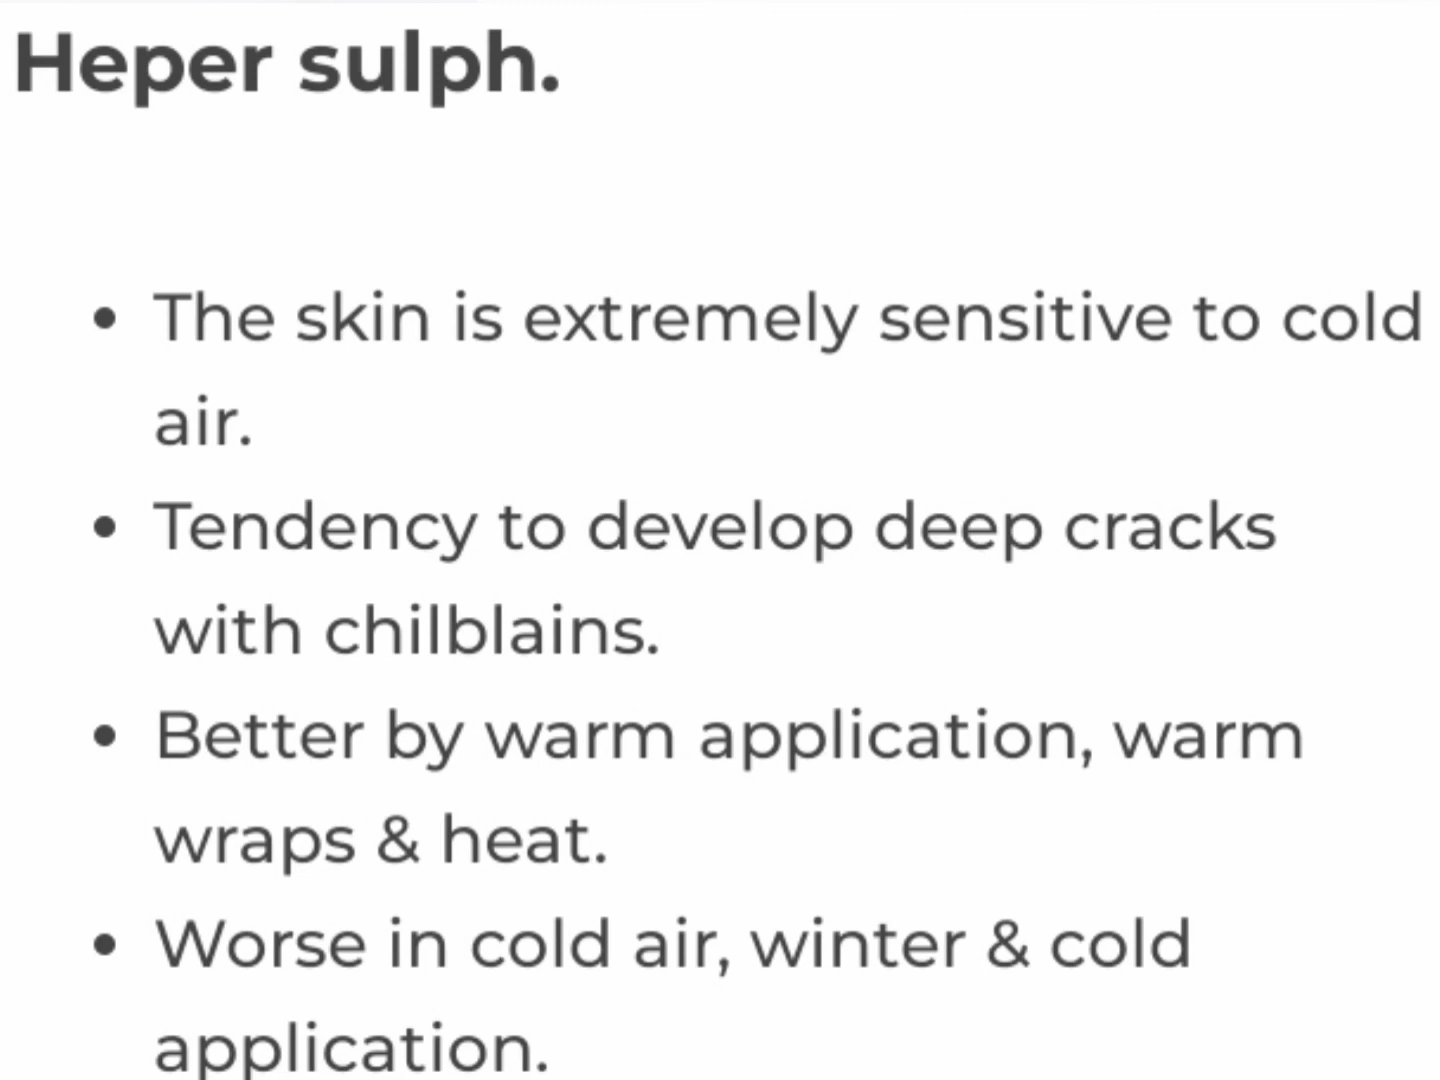 Heper sulph.
• The skin is extremely sensitive to cold
air.
• Tendency to develop deep cracks
with chilblains.
• Better by warm application, warm
wraps & heat.
• Worse in cold air, winter & cold
application.